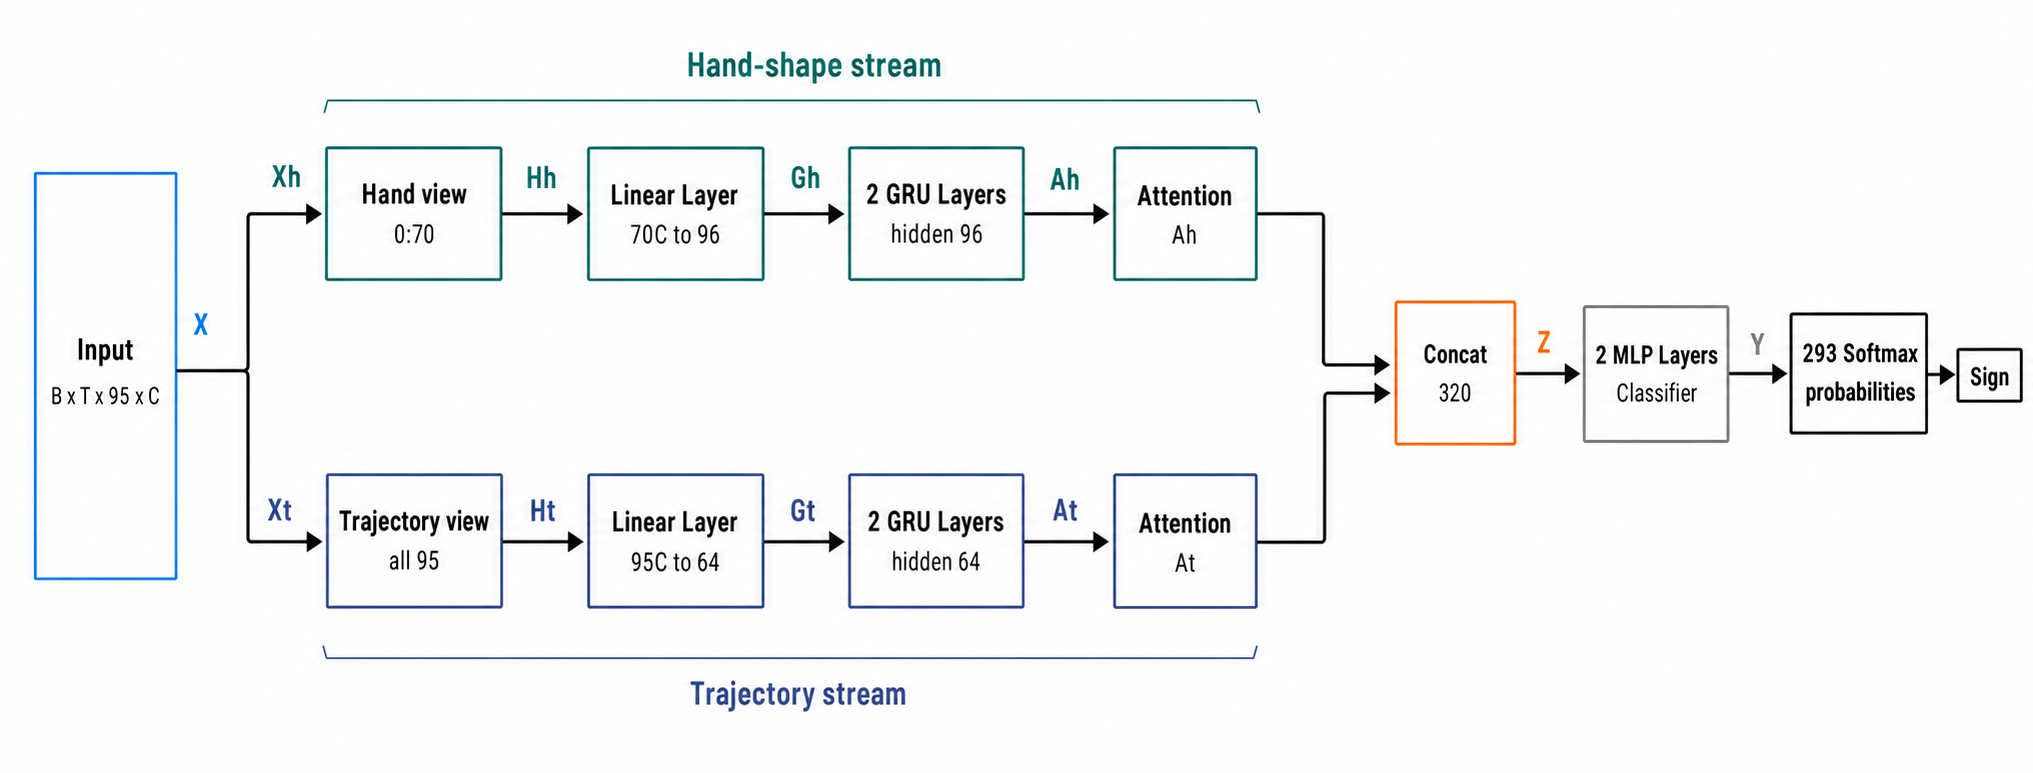 Hand-shape stream
Input
B x T x 95 x C
X
Xh
Hand view
0:70
Hh
Linear Layer
70C to 96
Gh
2 GRU Layers
hidden 96
Ah
Attention
Ah
Xt
Trajectory view
all 95
Ht
Linear Layer
95C to 64
Gt
2 GRU Layers
hidden 64
At
Attention
At
Concat
320
Z
2 MLP Layers
Classifier
Y
293 Softmax
probabilities
Sign
Trajectory stream